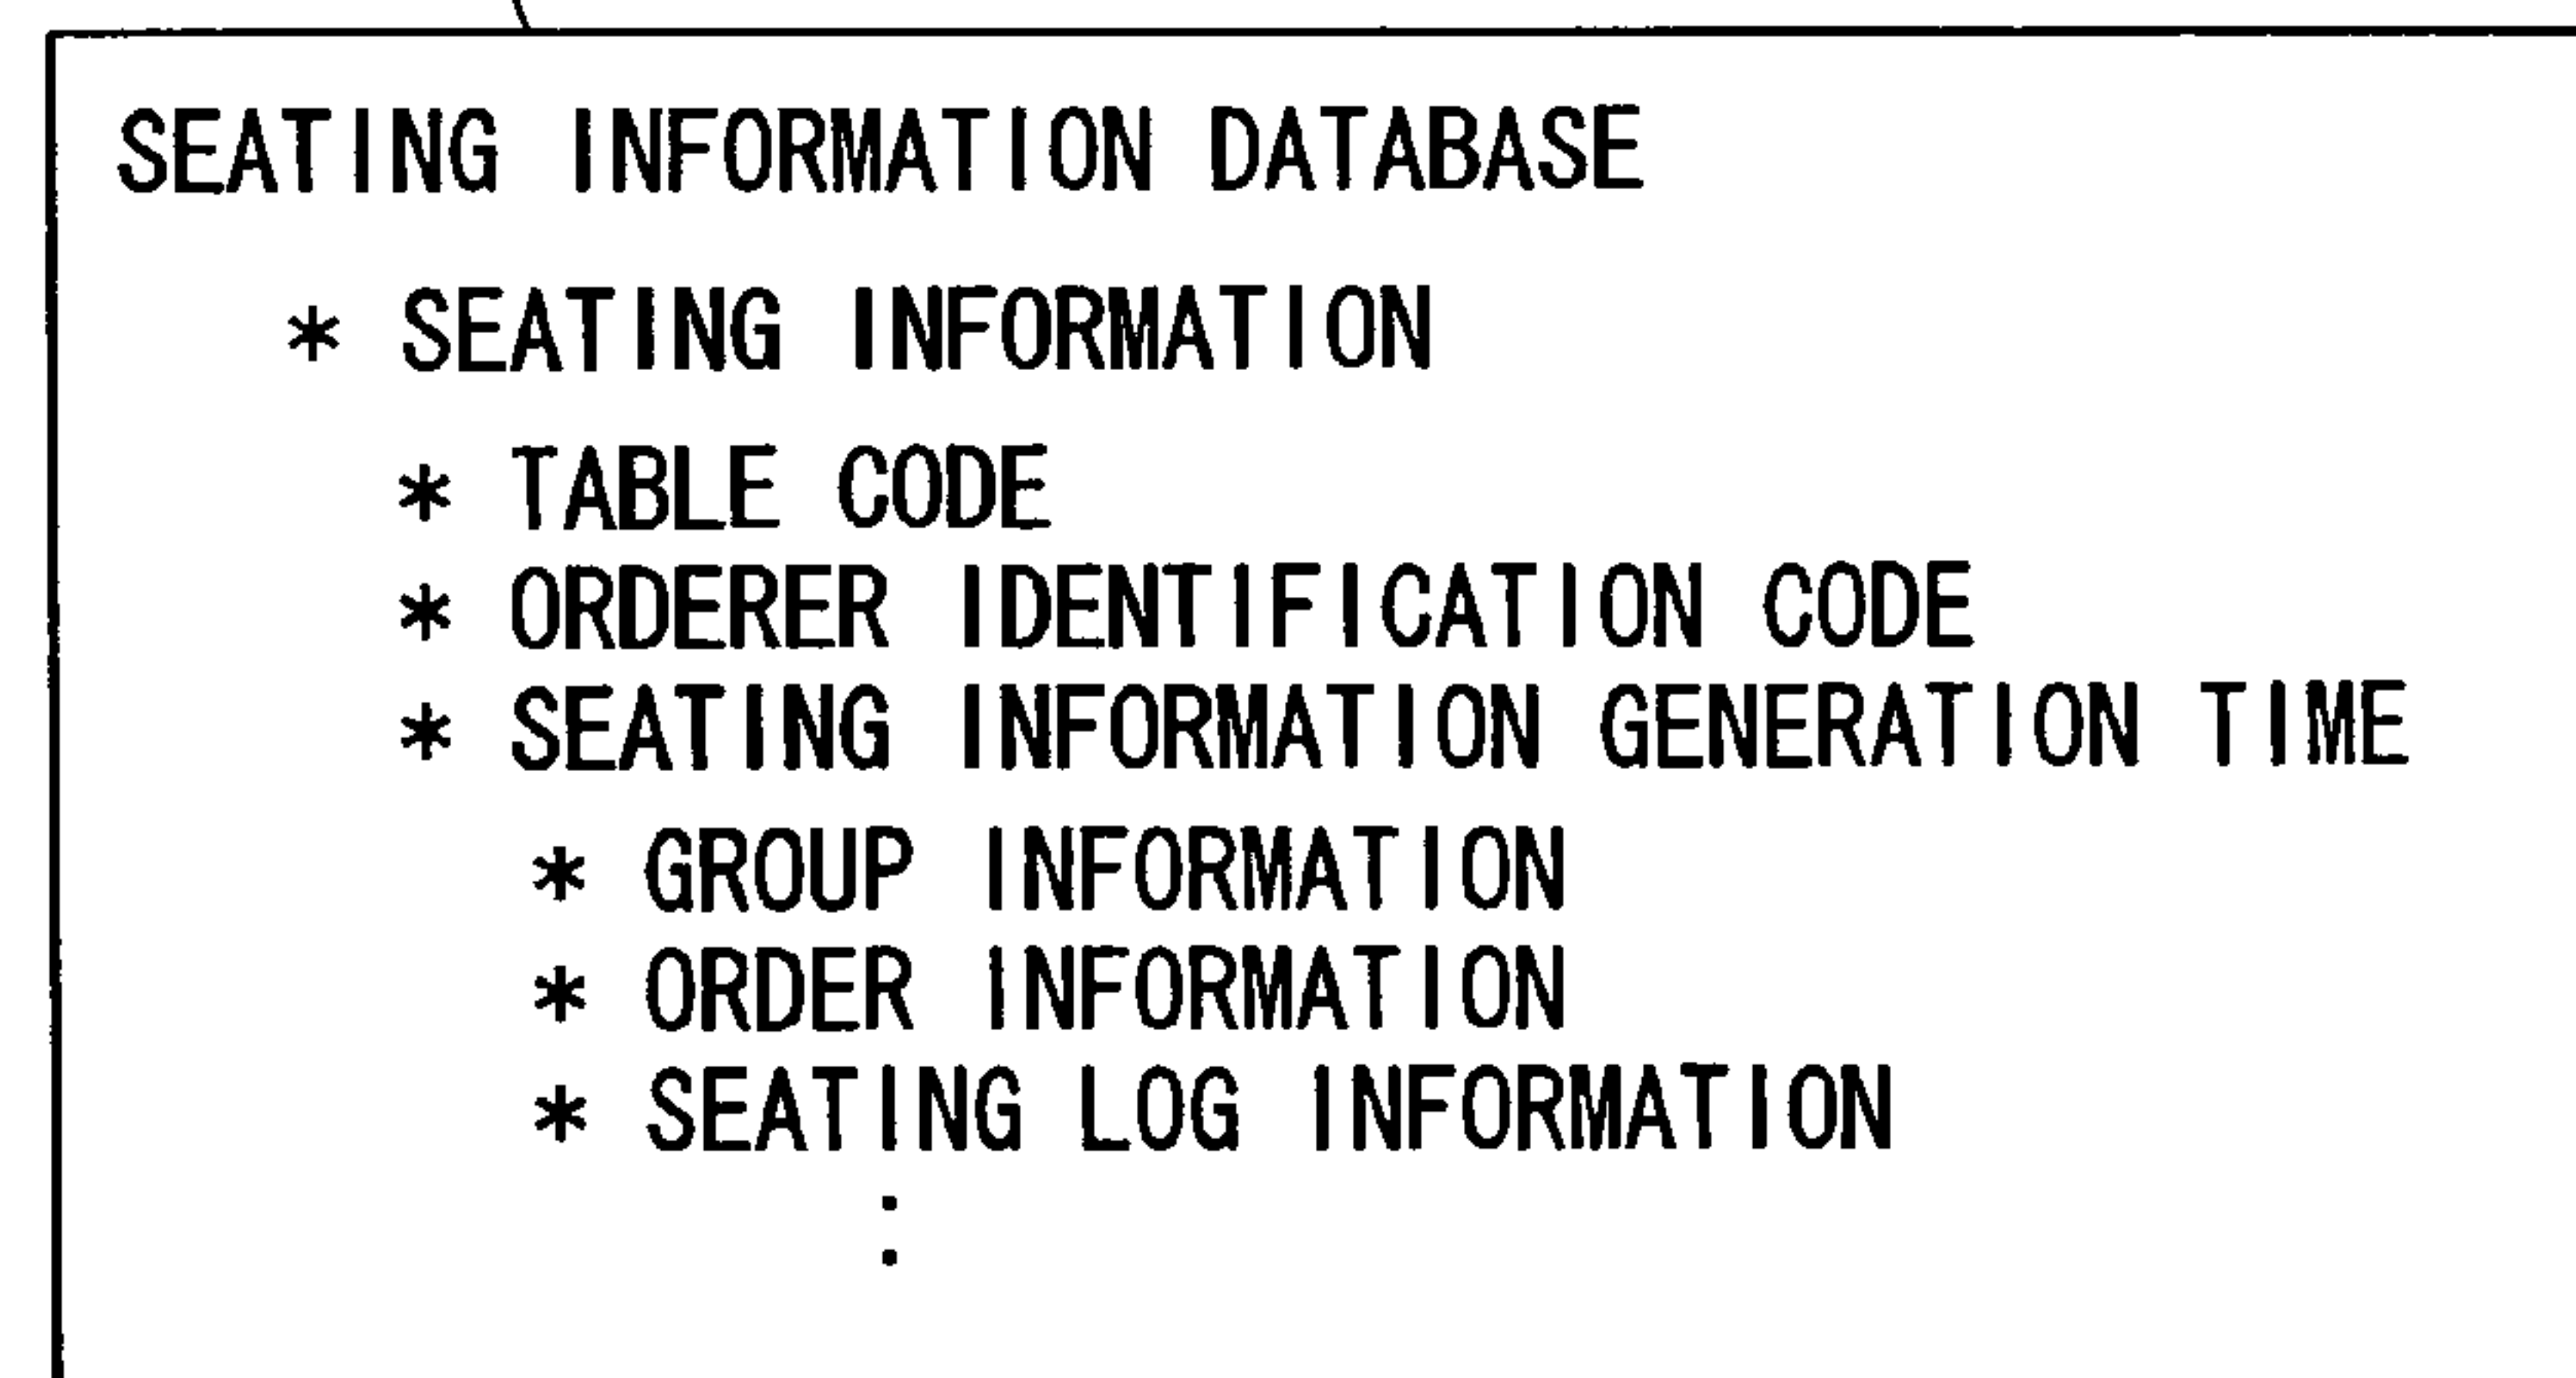 SEATING INFORMATION DATABASE
* SEATING INFORMATION
* TABLE CODE
* ORDERER IDENTIFICATION CODE
* SEATING INFORMATION GENERATION TIME
* GROUP INFORMATION
* ORDER INFORMATION
* SEATING LOG INFORMATION
: